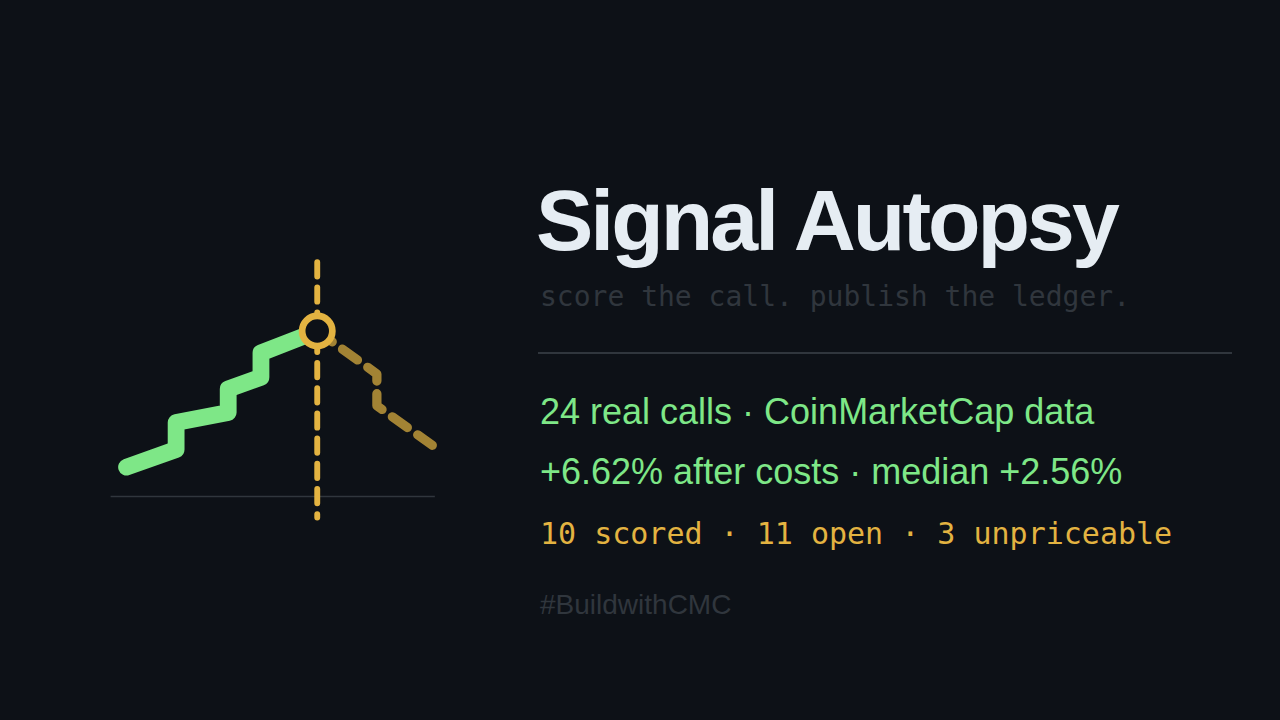 Signal Autopsy
score the call. publish the ledger.
24 real calls · CoinMarketCap data
+6.62% after costs · median +2.56%
10 scored · 11 open · 3 unpriceable
#BuildwithCMC